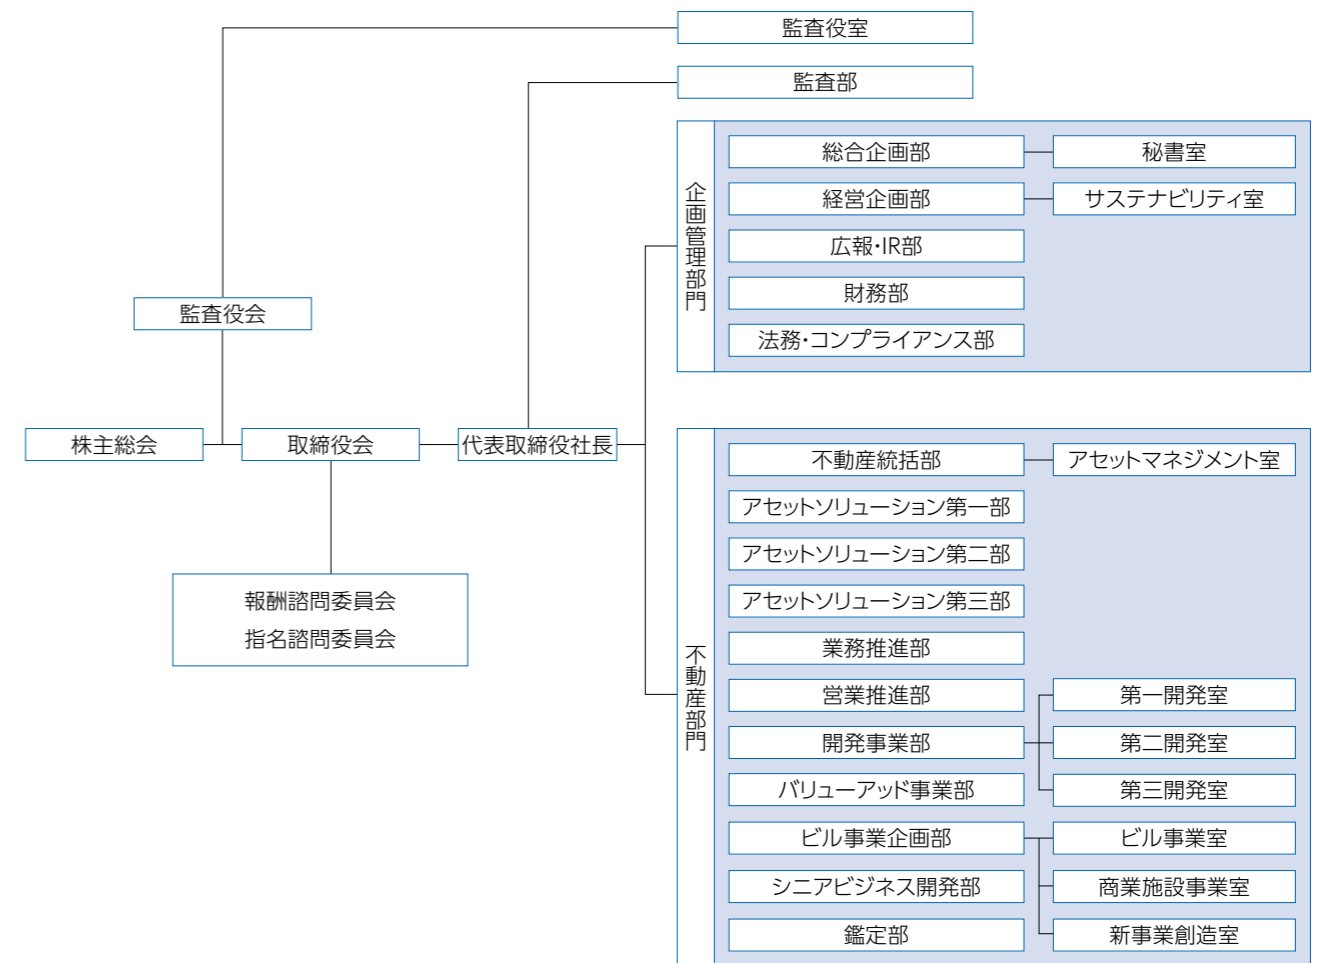 監査役室
監査部
企画管理部門
総合企画部
秘書室
経営企画部
サステナビリティ室
広報・IR部
財務部
法務・コンプライアンス部
監査役会
株主総会
取締役会
代表取締役社長
報酬諮問委員会
指名諮問委員会
不動産部門
不動産統括部
アセットマネジメント室
アセットソリューション第一部
アセットソリューション第二部
アセットソリューション第三部
業務推進部
営業推進部
第一開発室
開発事業部
第二開発室
バリューアッド事業部
第三開発室
ビル事業企画部
ビル事業室
シニアビジネス開発部
商業施設事業室
鑑定部
新事業創造室